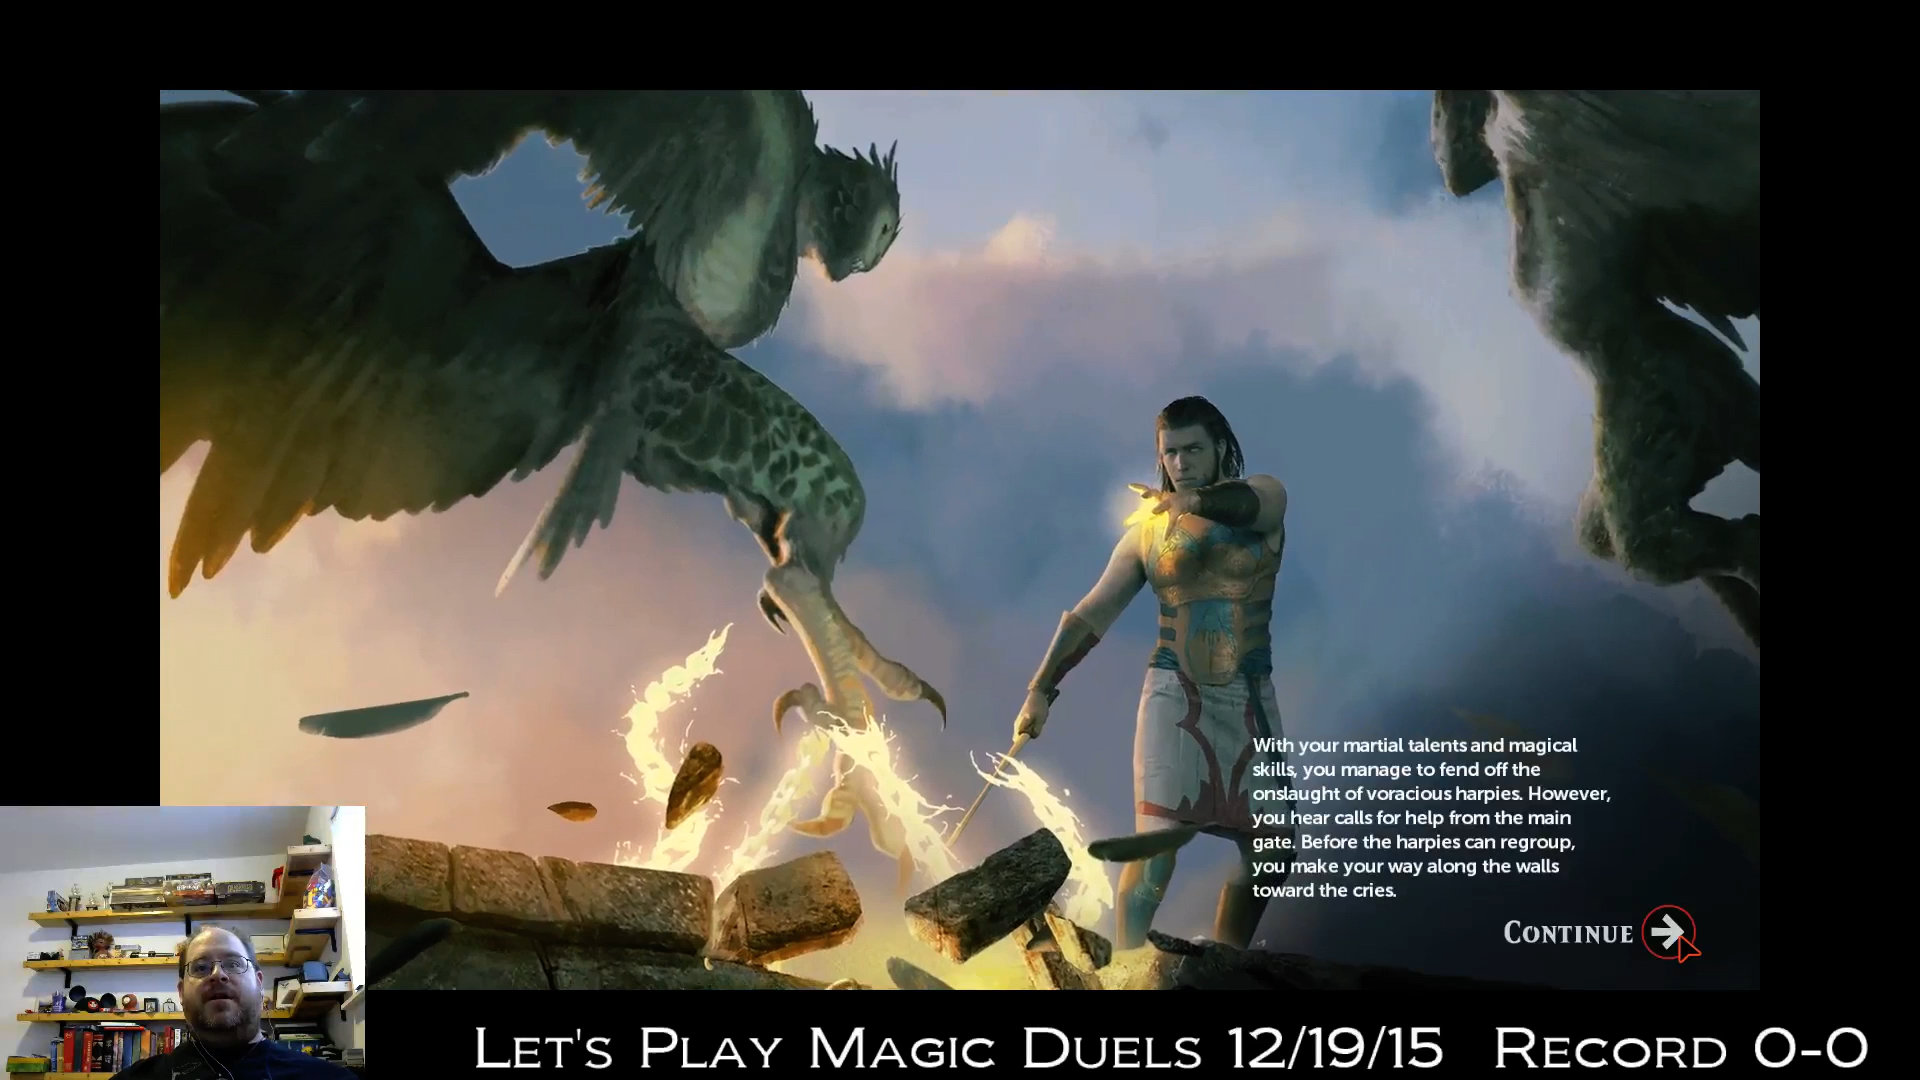 With your martial talents and magical
skills, you manage to fend off the
onslaught of voracious harpies. However,
you hear calls for help from the main
gate. Before the harpies can regroup,
you make your way along the walls
toward the cries.
Continue
Let's Play Magic Duels 12/19/15 Record 0-0